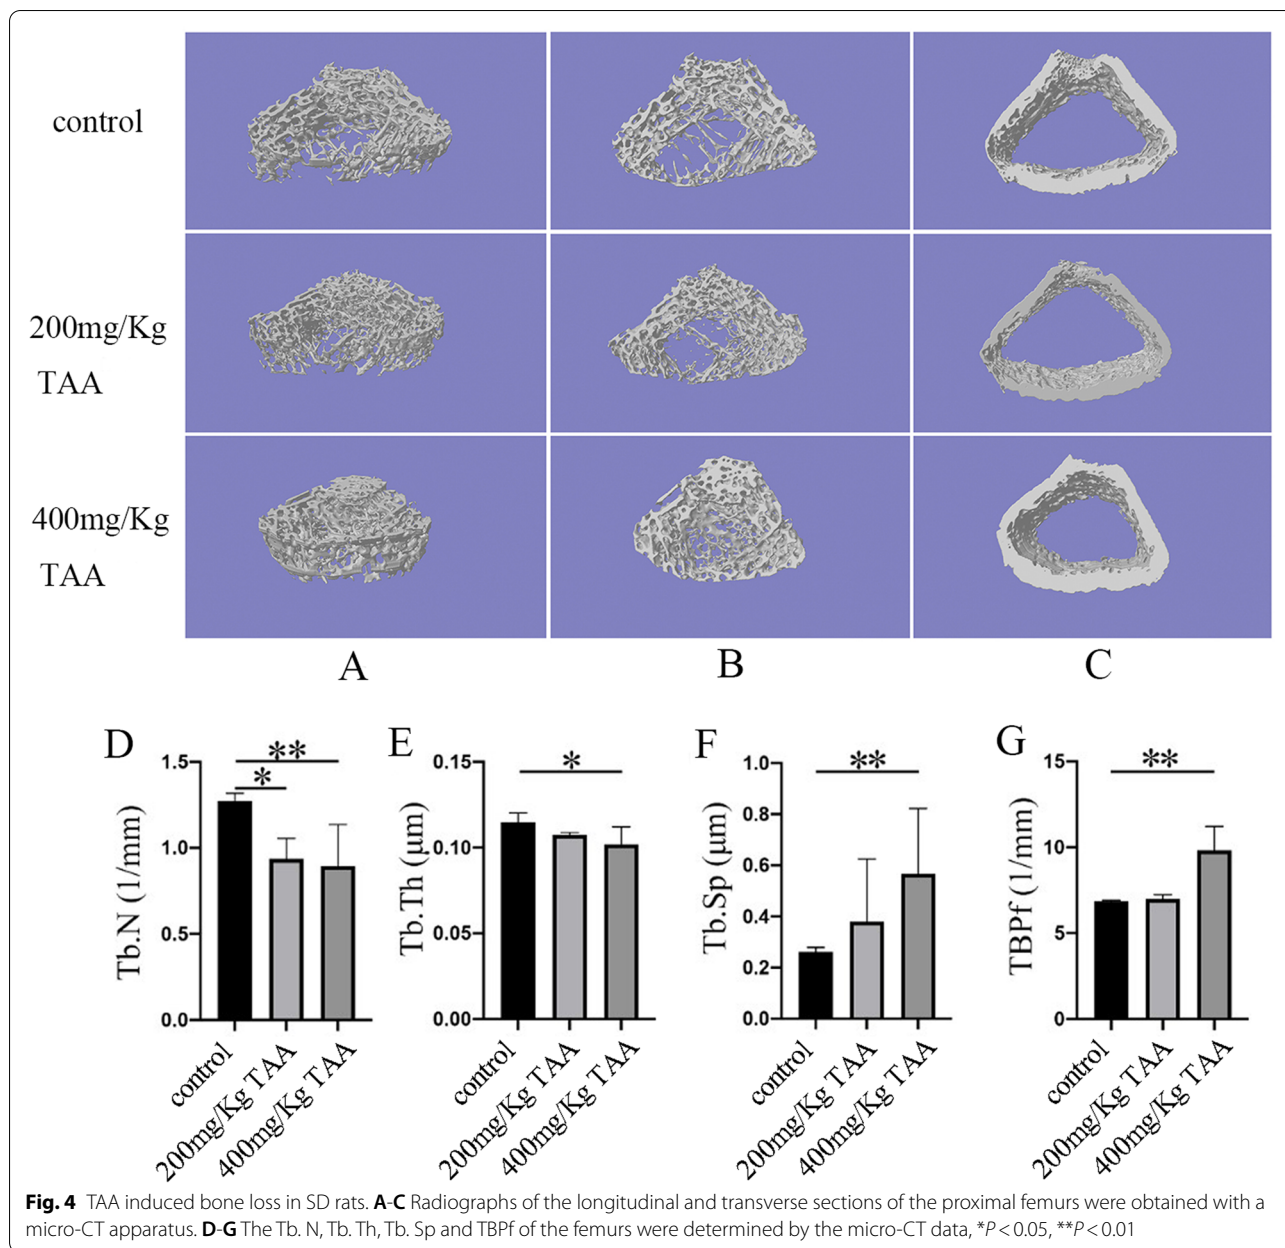 control
200mg/Kg
TAA
400mg/Kg
TAA
A
B
C
D
**
*
1.5
1.0
0.5
0.0
Tb.N (1/mm)
control
200mg/Kg TAA
400mg/Kg TAA
E
*
0.15
0.10
0.05
0.00
Tb.Th (μm)
control
200mg/Kg TAA
400mg/Kg TAA
F
**
1.0
0.8
0.6
0.4
0.2
0.0
Tb.Sp (μm)
control
200mg/Kg TAA
400mg/Kg TAA
G
**
15
10
5
0
TBPf (1/mm)
control
200mg/Kg TAA
400mg/Kg TAA
Fig. 4 TAA induced bone loss in SD rats. A-C Radiographs of the longitudinal and transverse sections of the proximal femurs were obtained with a
micro-CT apparatus. D-G The Tb. N, Tb. Th, Tb. Sp and TBPf of the femurs were determined by the micro-CT data, *P < 0.05, **P < 0.01